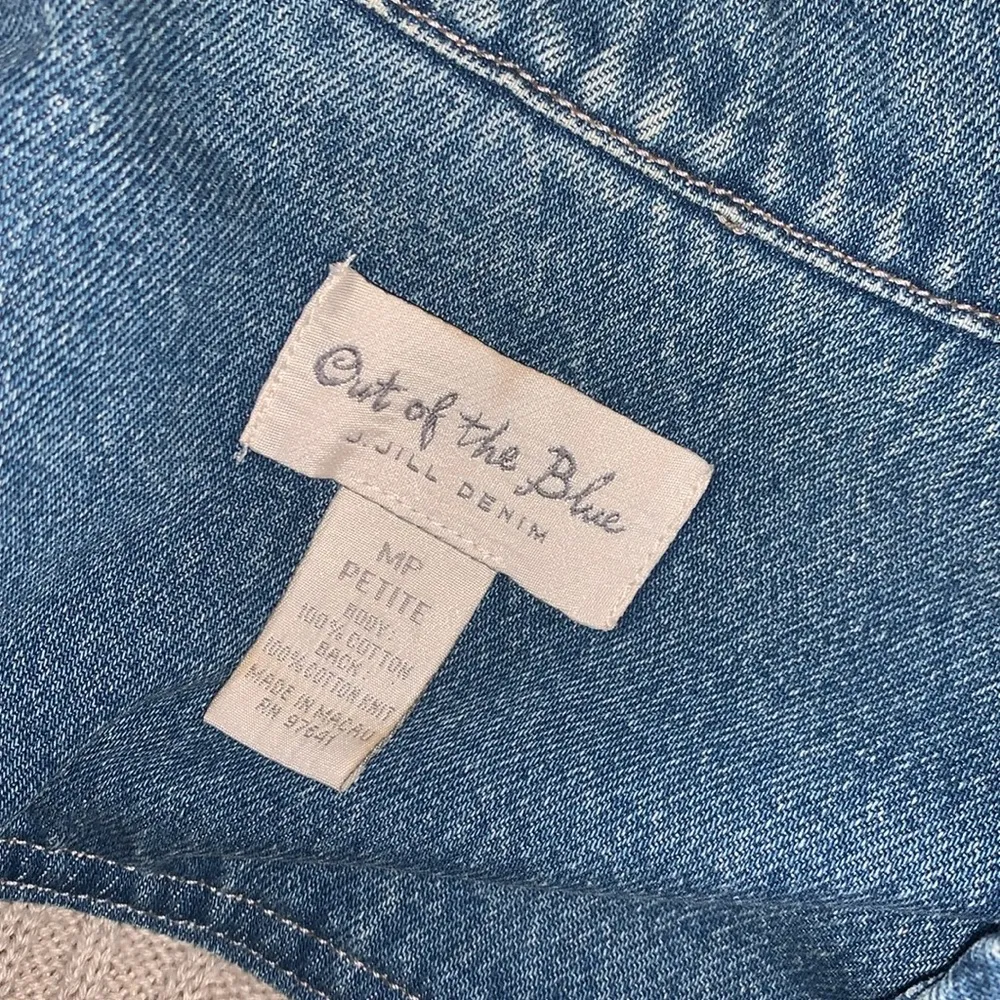 Out of the Blue
J.JILL DENIM
MP
PETITE
BODY:
100% COTTON
BACK:
100% COTTON KNIT
MADE IN MACAU
RN 97641